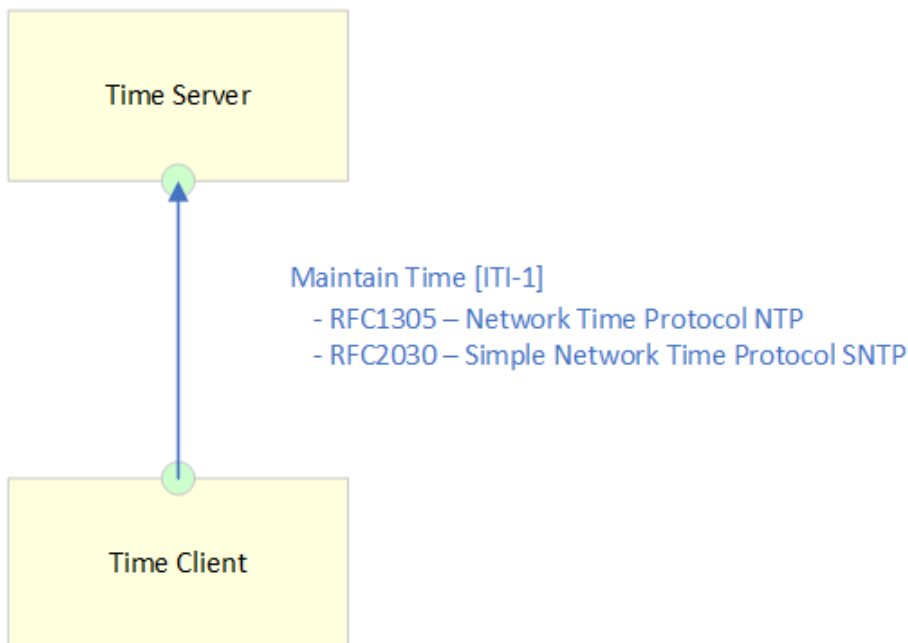 Time Server
Maintain Time [ITI-1]
- RFC1305 – Network Time Protocol NTP
- RFC2030 – Simple Network Time Protocol SNTP
Time Client